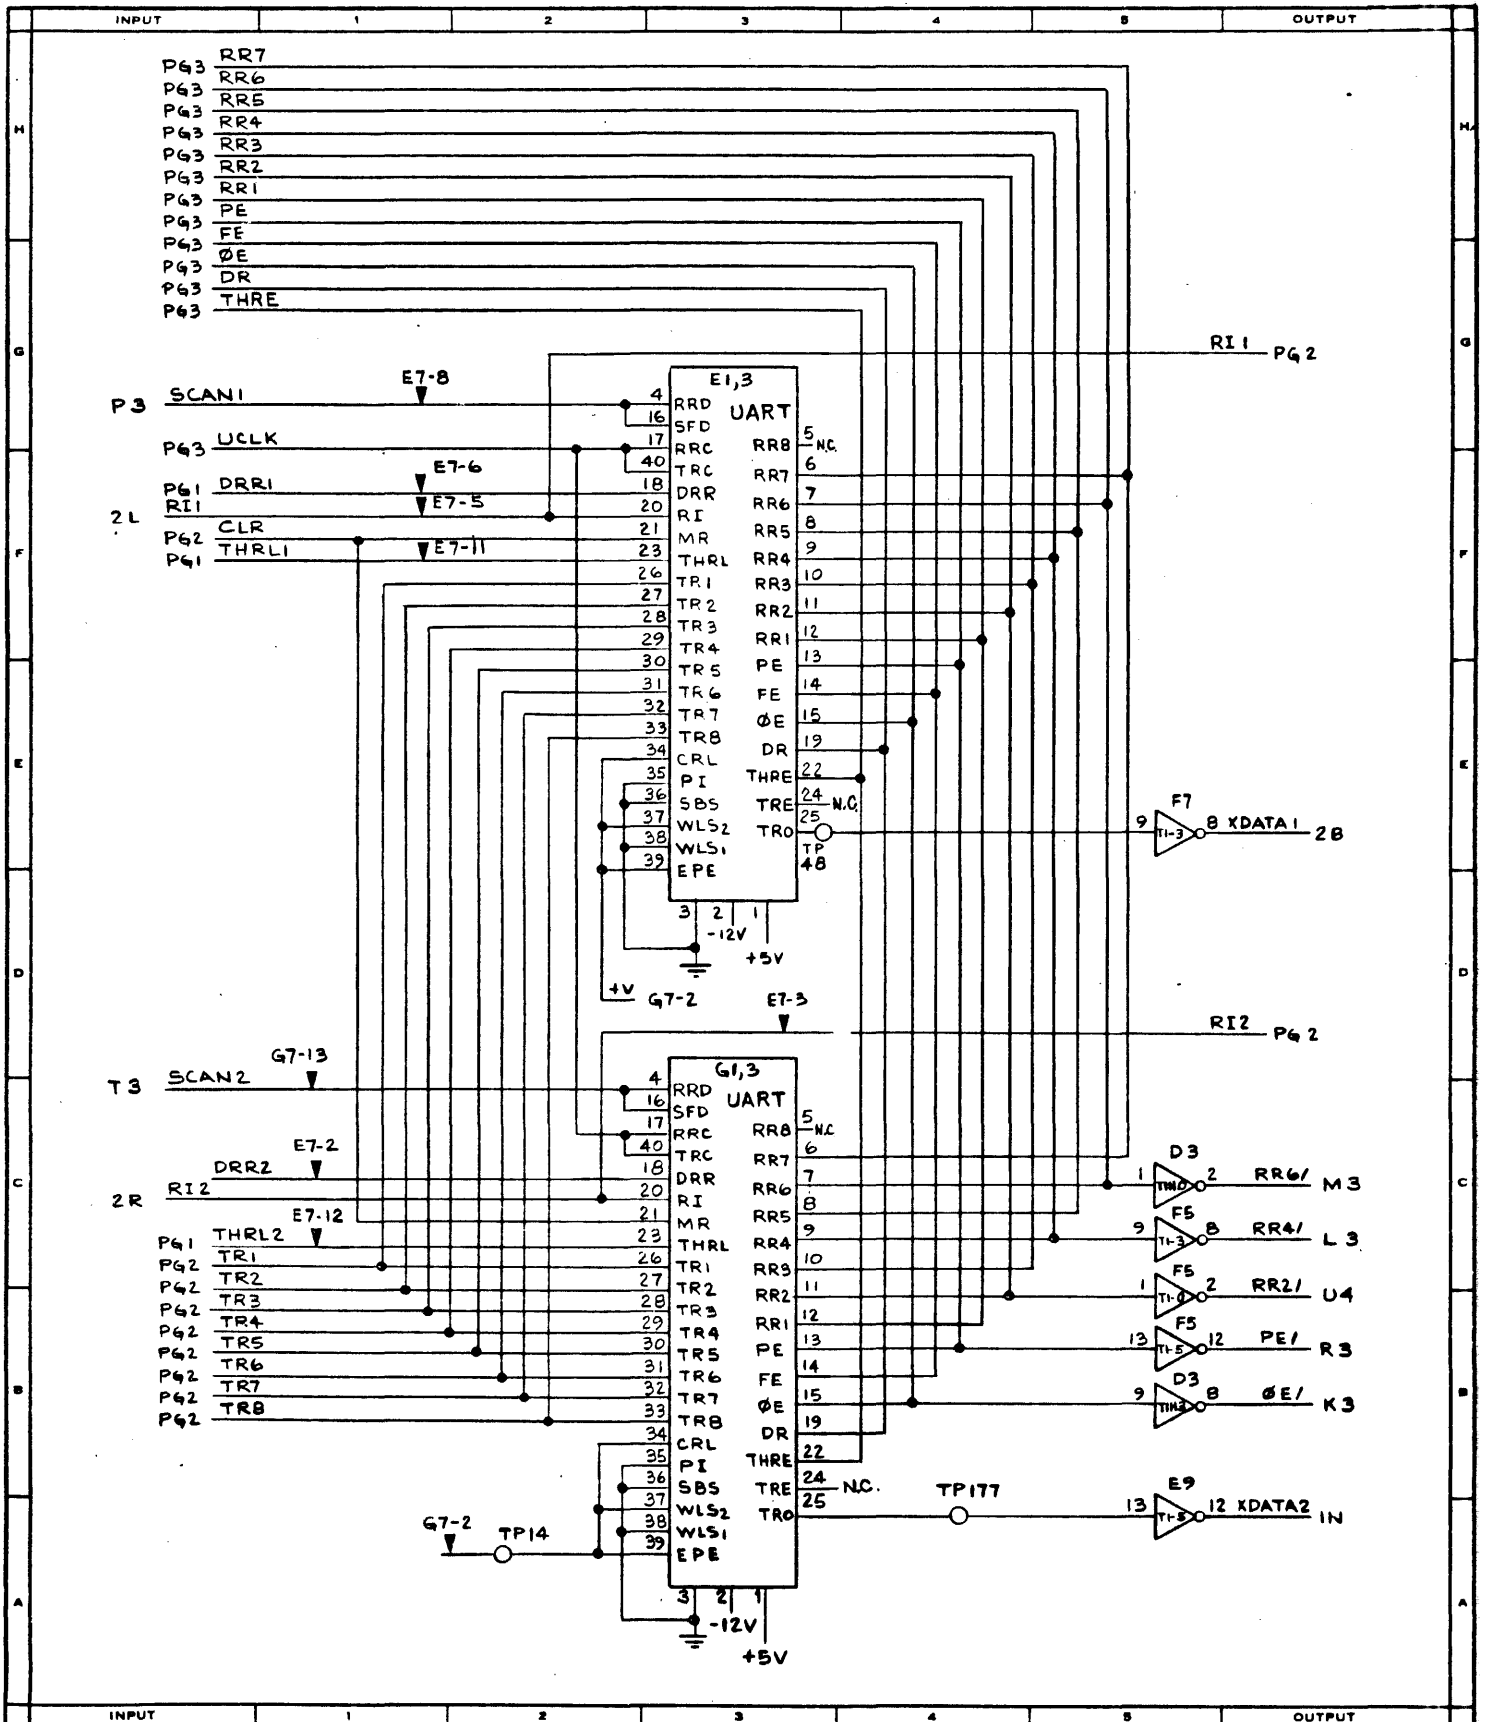 INPUT 1 2 3 4 5 OUTPUT
PG3 RR7
PG3 RR6
PG3 RR5
H PG3 RR4 H
PG3 RR3
PG3 RR2
PG3 RR1
PG3 PE
PG3 FE
PG3 ØE
PG3 DR
PG3 THRE
G RI1 PG2 G
E7-8 E1,3
P3 SCAN1 4 RRD UART
16 SFD
PG3 UCLK 17 RRC RR8 5 N.C.
E7-6 40 TRC RR7 6
PG1 DRR1 18 DRR RR6 7
2L RI1 E7-5 20 RI RR5 8
PG2 CLR 21 MR
F PG1 THRL1 E7-11 23 THRL RR4 9 F
26 TR1 RR3 10
27 TR2 RR2 11
28 TR3 RR1 12
29 TR4
30 TR5 PE 13
31 TR6 FE 14
32 TR7 ØE 15
33 TR8 DR 19
E 34 CRL THRE 22 E
35 PI
36 SBS TRE 24 N.C.
37 WLS2 TRO 25 TP 48 9 F7 T1-3 8 XDATA1 2B
38 WLS1
39 EPE
3 2 1
-12V
+5V
D D
+V G7-2 E7-3
RI2 PG2
G7-13 G1,3
T3 SCAN2 4 RRD UART
16 SFD
17 RRC RR8 5 N.C
E7-2 40 TRC RR7 6
DRR2 18 DRR D3
C 2R RI2 20 RI RR6 7 1 2 RR6/ M3 C
E7-12 21 MR RR5 8 F5
PG1 THRL2 23 THRL RR4 9 9 T1-3 8 RR4/ L3
PG2 TR1 26 TR1 RR3 10 F5
PG2 TR2 27 TR2 RR2 11 1 2 RR2/ U4
PG2 TR3 28 TR3 RR1 12
PG2 TR4 29 TR4 F5
PG2 TR5 30 TR5 PE 13 13 T1-5 12 PE/ R3
B PG2 TR6 31 TR6 FE 14 D3 B
PG2 TR7 32 TR7 ØE 15 9 8 ØE/ K3
PG2 TR8 33 TR8 DR 19
34 CRL THRE 22
35 PI
36 SBS TRE 24 N.C.
37 WLS2 TRO 25 TP177 13 E9 T1-5 12 XDATA2 IN
G7-2 TP14 38 WLS1
39 EPE
A 3 2 1 A
-12V
+5V
INPUT 1 2 3 4 5 OUTPUT